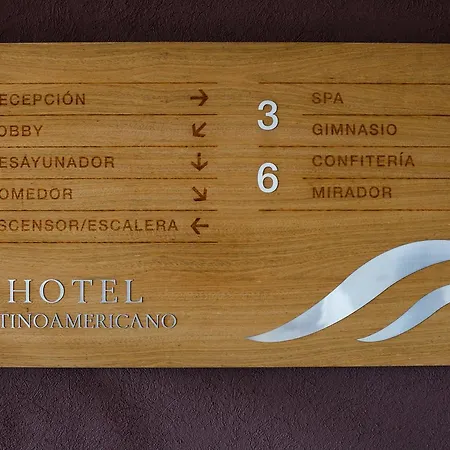 ECEPCIÓN →
OBBY ↙
ESAYUNADOR ↓
OMEDOR ↘
SCENSOR/ESCALERA ←
3 SPA
GIMNASIO
6 CONFITERÍA
MIRADOR
HOTEL
TINOAMERICANO